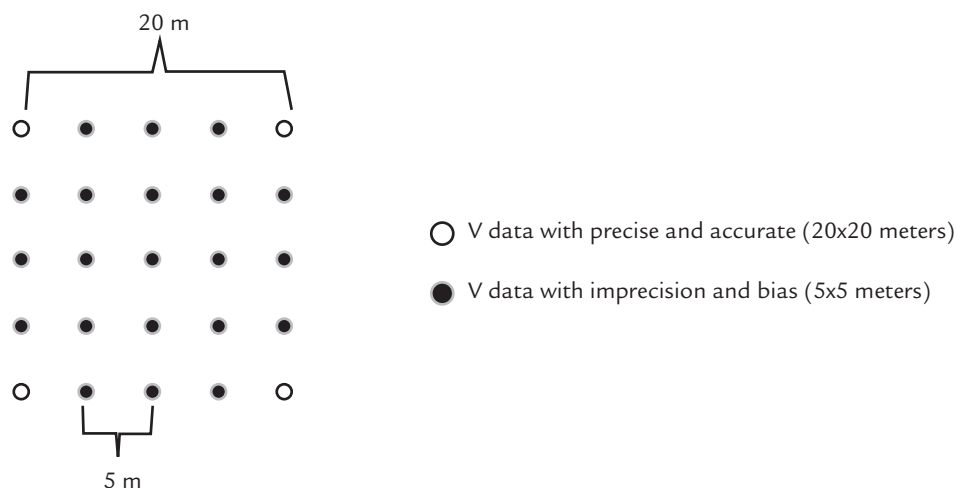 20 m
V data with precise and accurate (20x20 meters)
V data with imprecision and bias (5x5 meters)
5 m